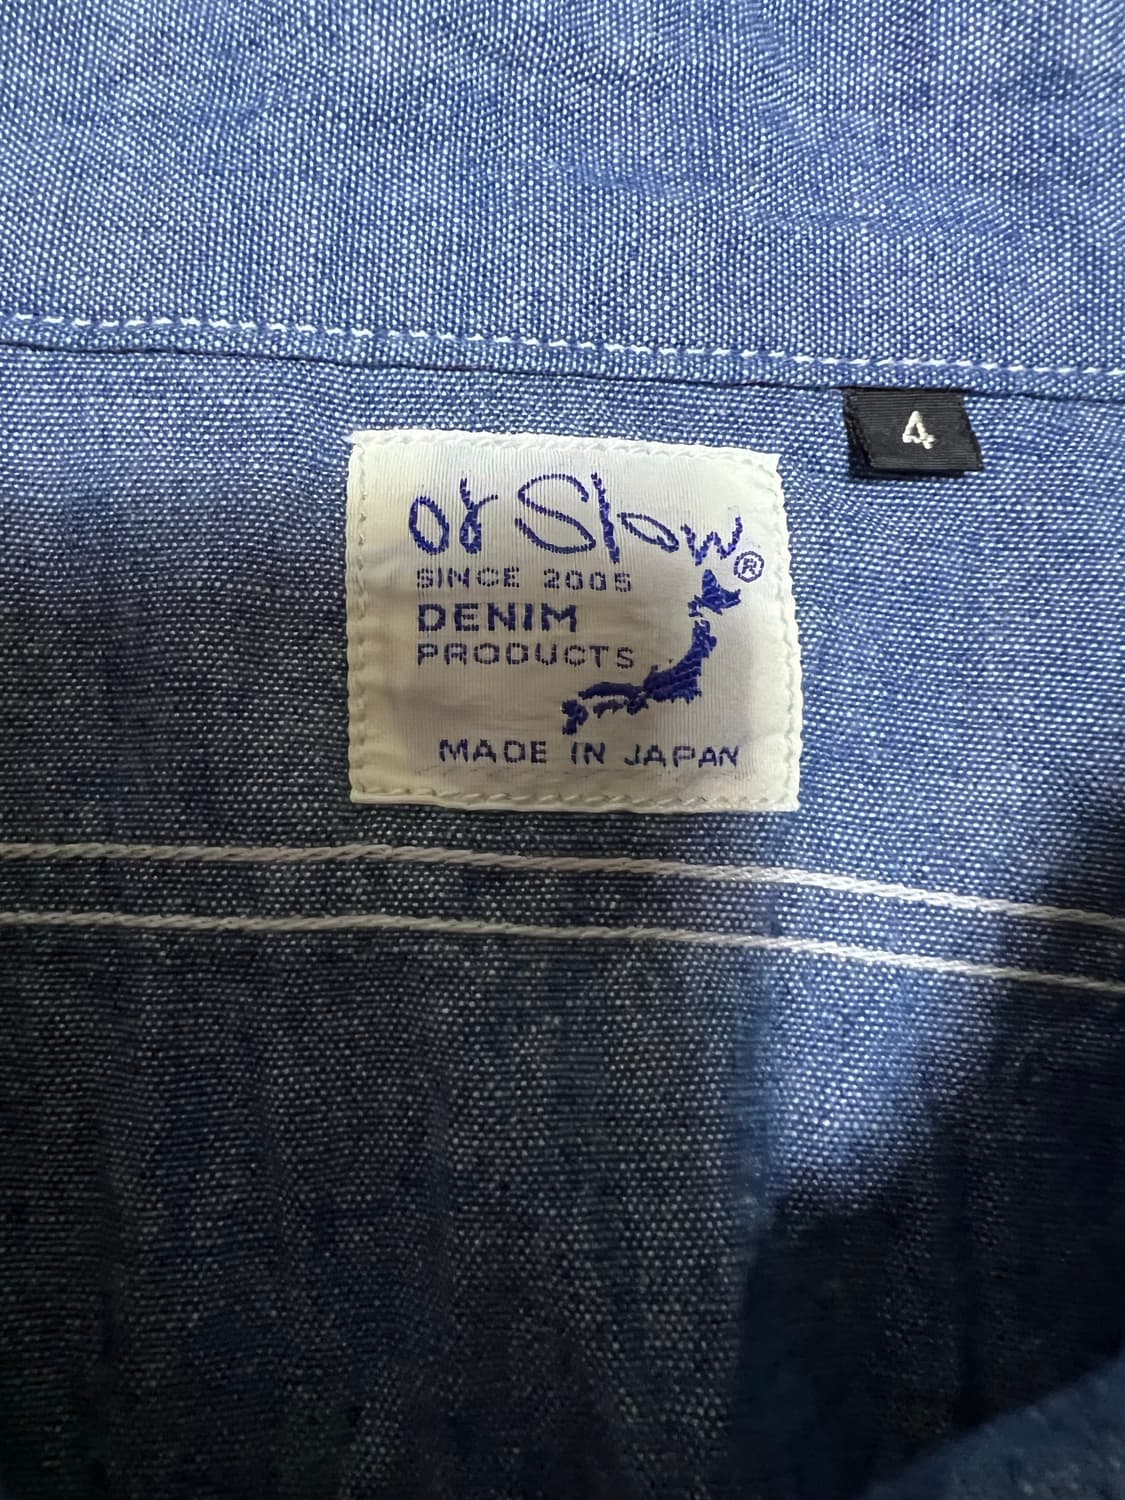 or Slow®
SINCE 2005
DENIM
PRODUCTS
MADE IN JAPAN
4